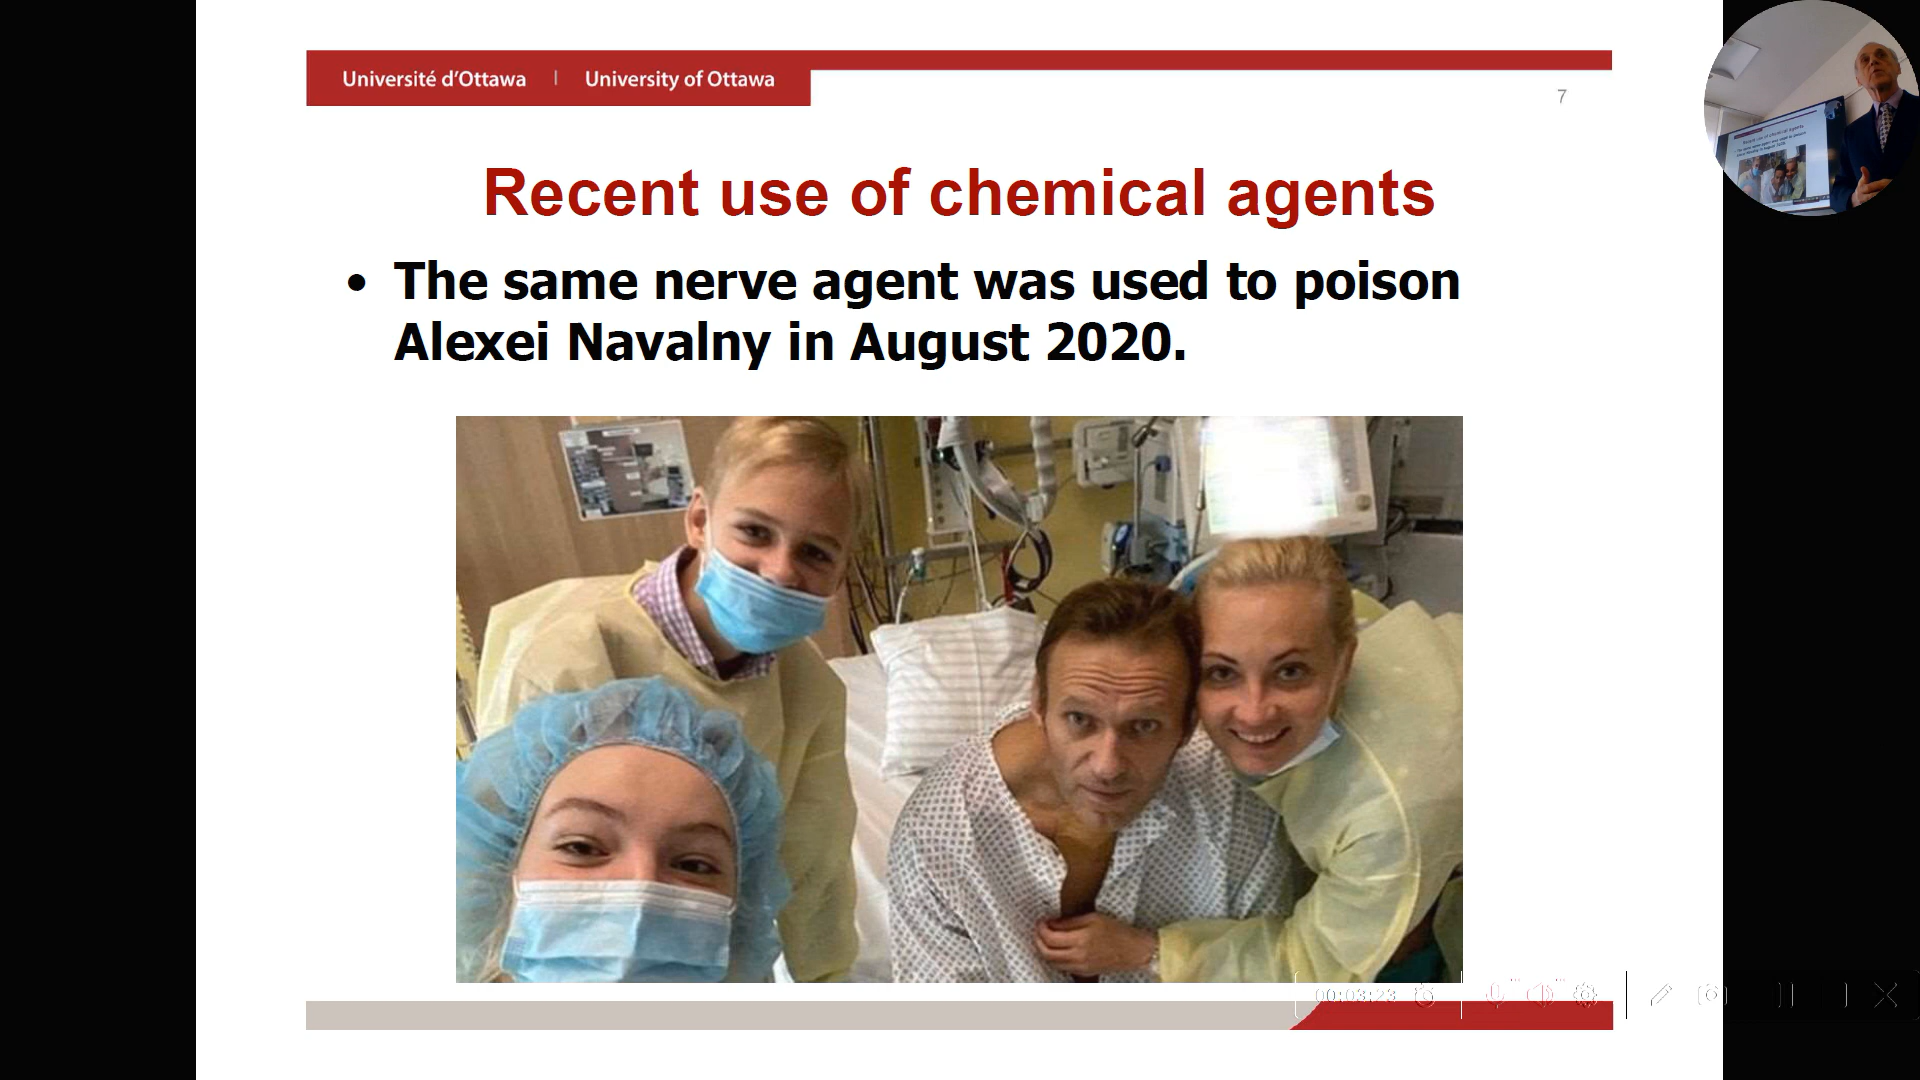 Université d'Ottawa | University of Ottawa
7
Recent use of chemical agents
• The same nerve agent was used to poison
Alexei Navalny in August 2020.
00:03:23